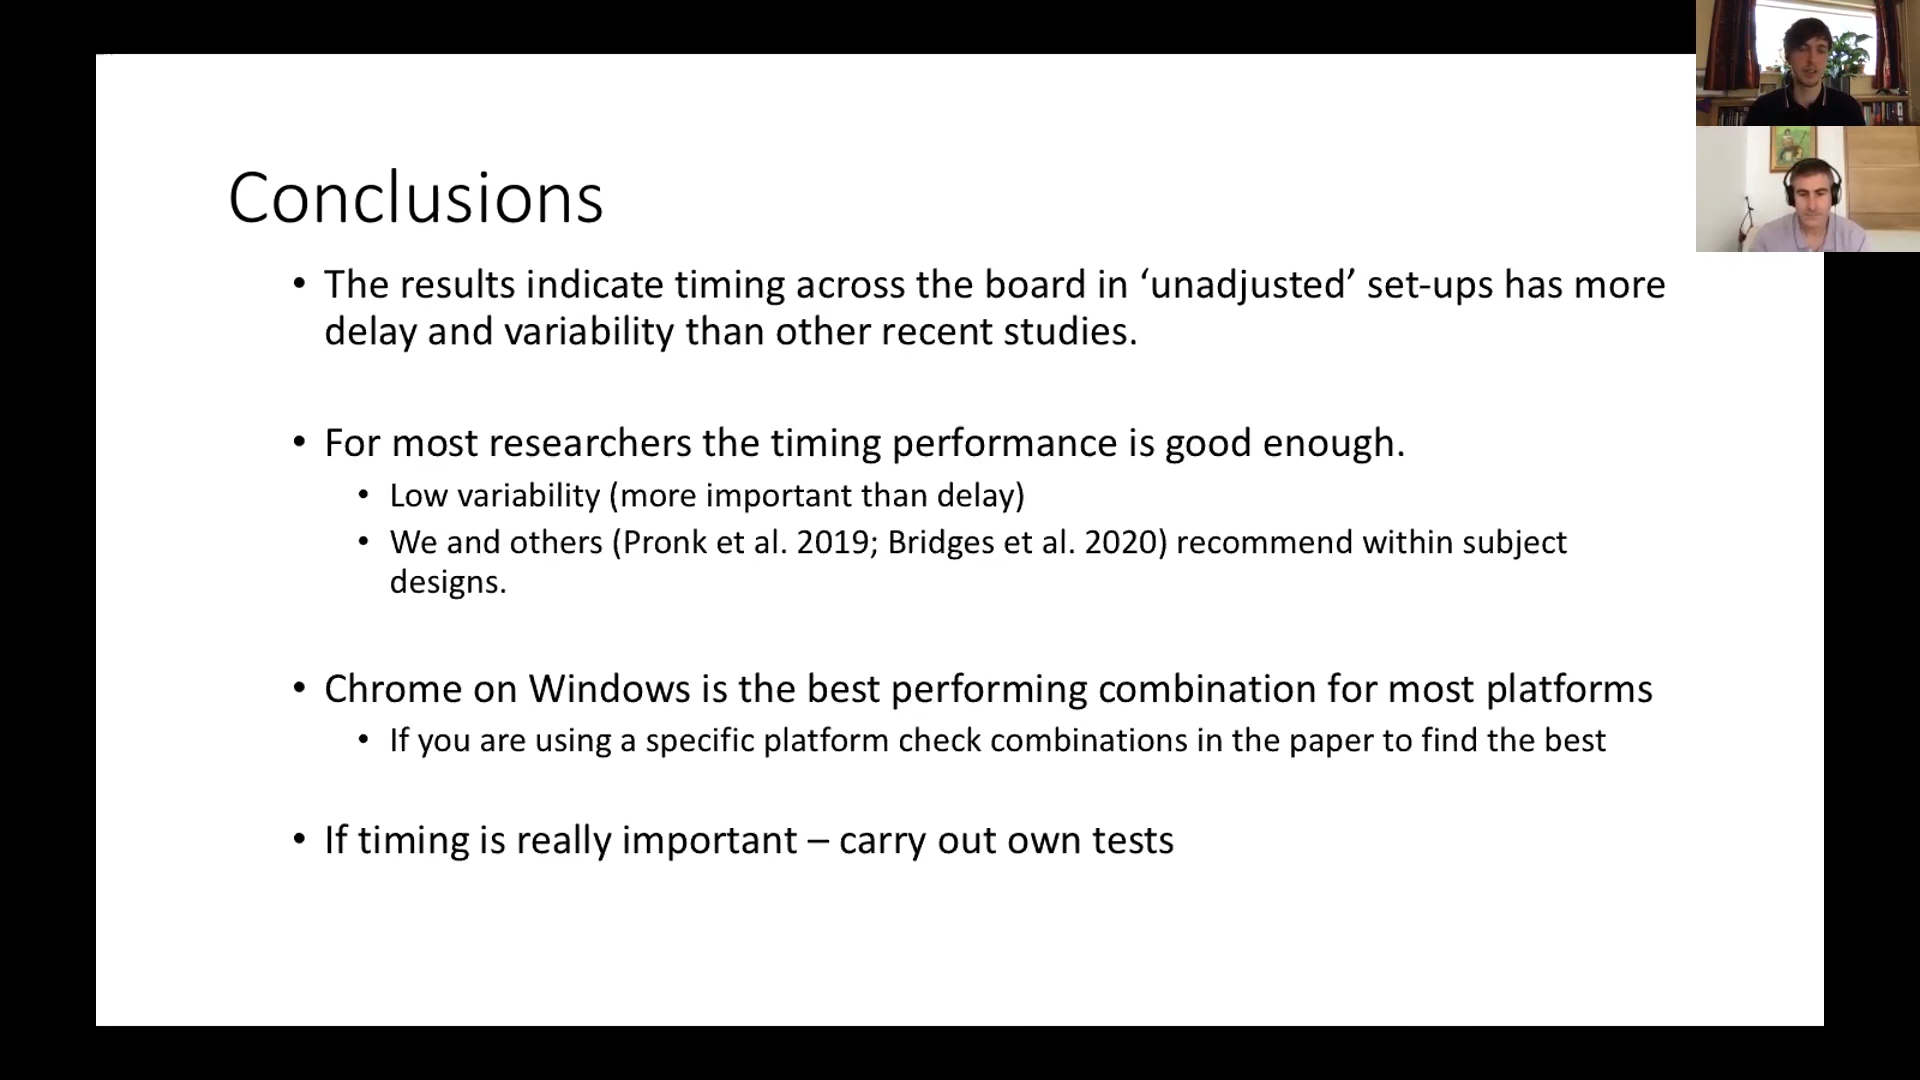 Conclusions
• The results indicate timing across the board in ‘unadjusted’ set-ups has more
delay and variability than other recent studies.
• For most researchers the timing performance is good enough.
• Low variability (more important than delay)
• We and others (Pronk et al. 2019; Bridges et al. 2020) recommend within subject
designs.
• Chrome on Windows is the best performing combination for most platforms
• If you are using a specific platform check combinations in the paper to find the best
• If timing is really important – carry out own tests